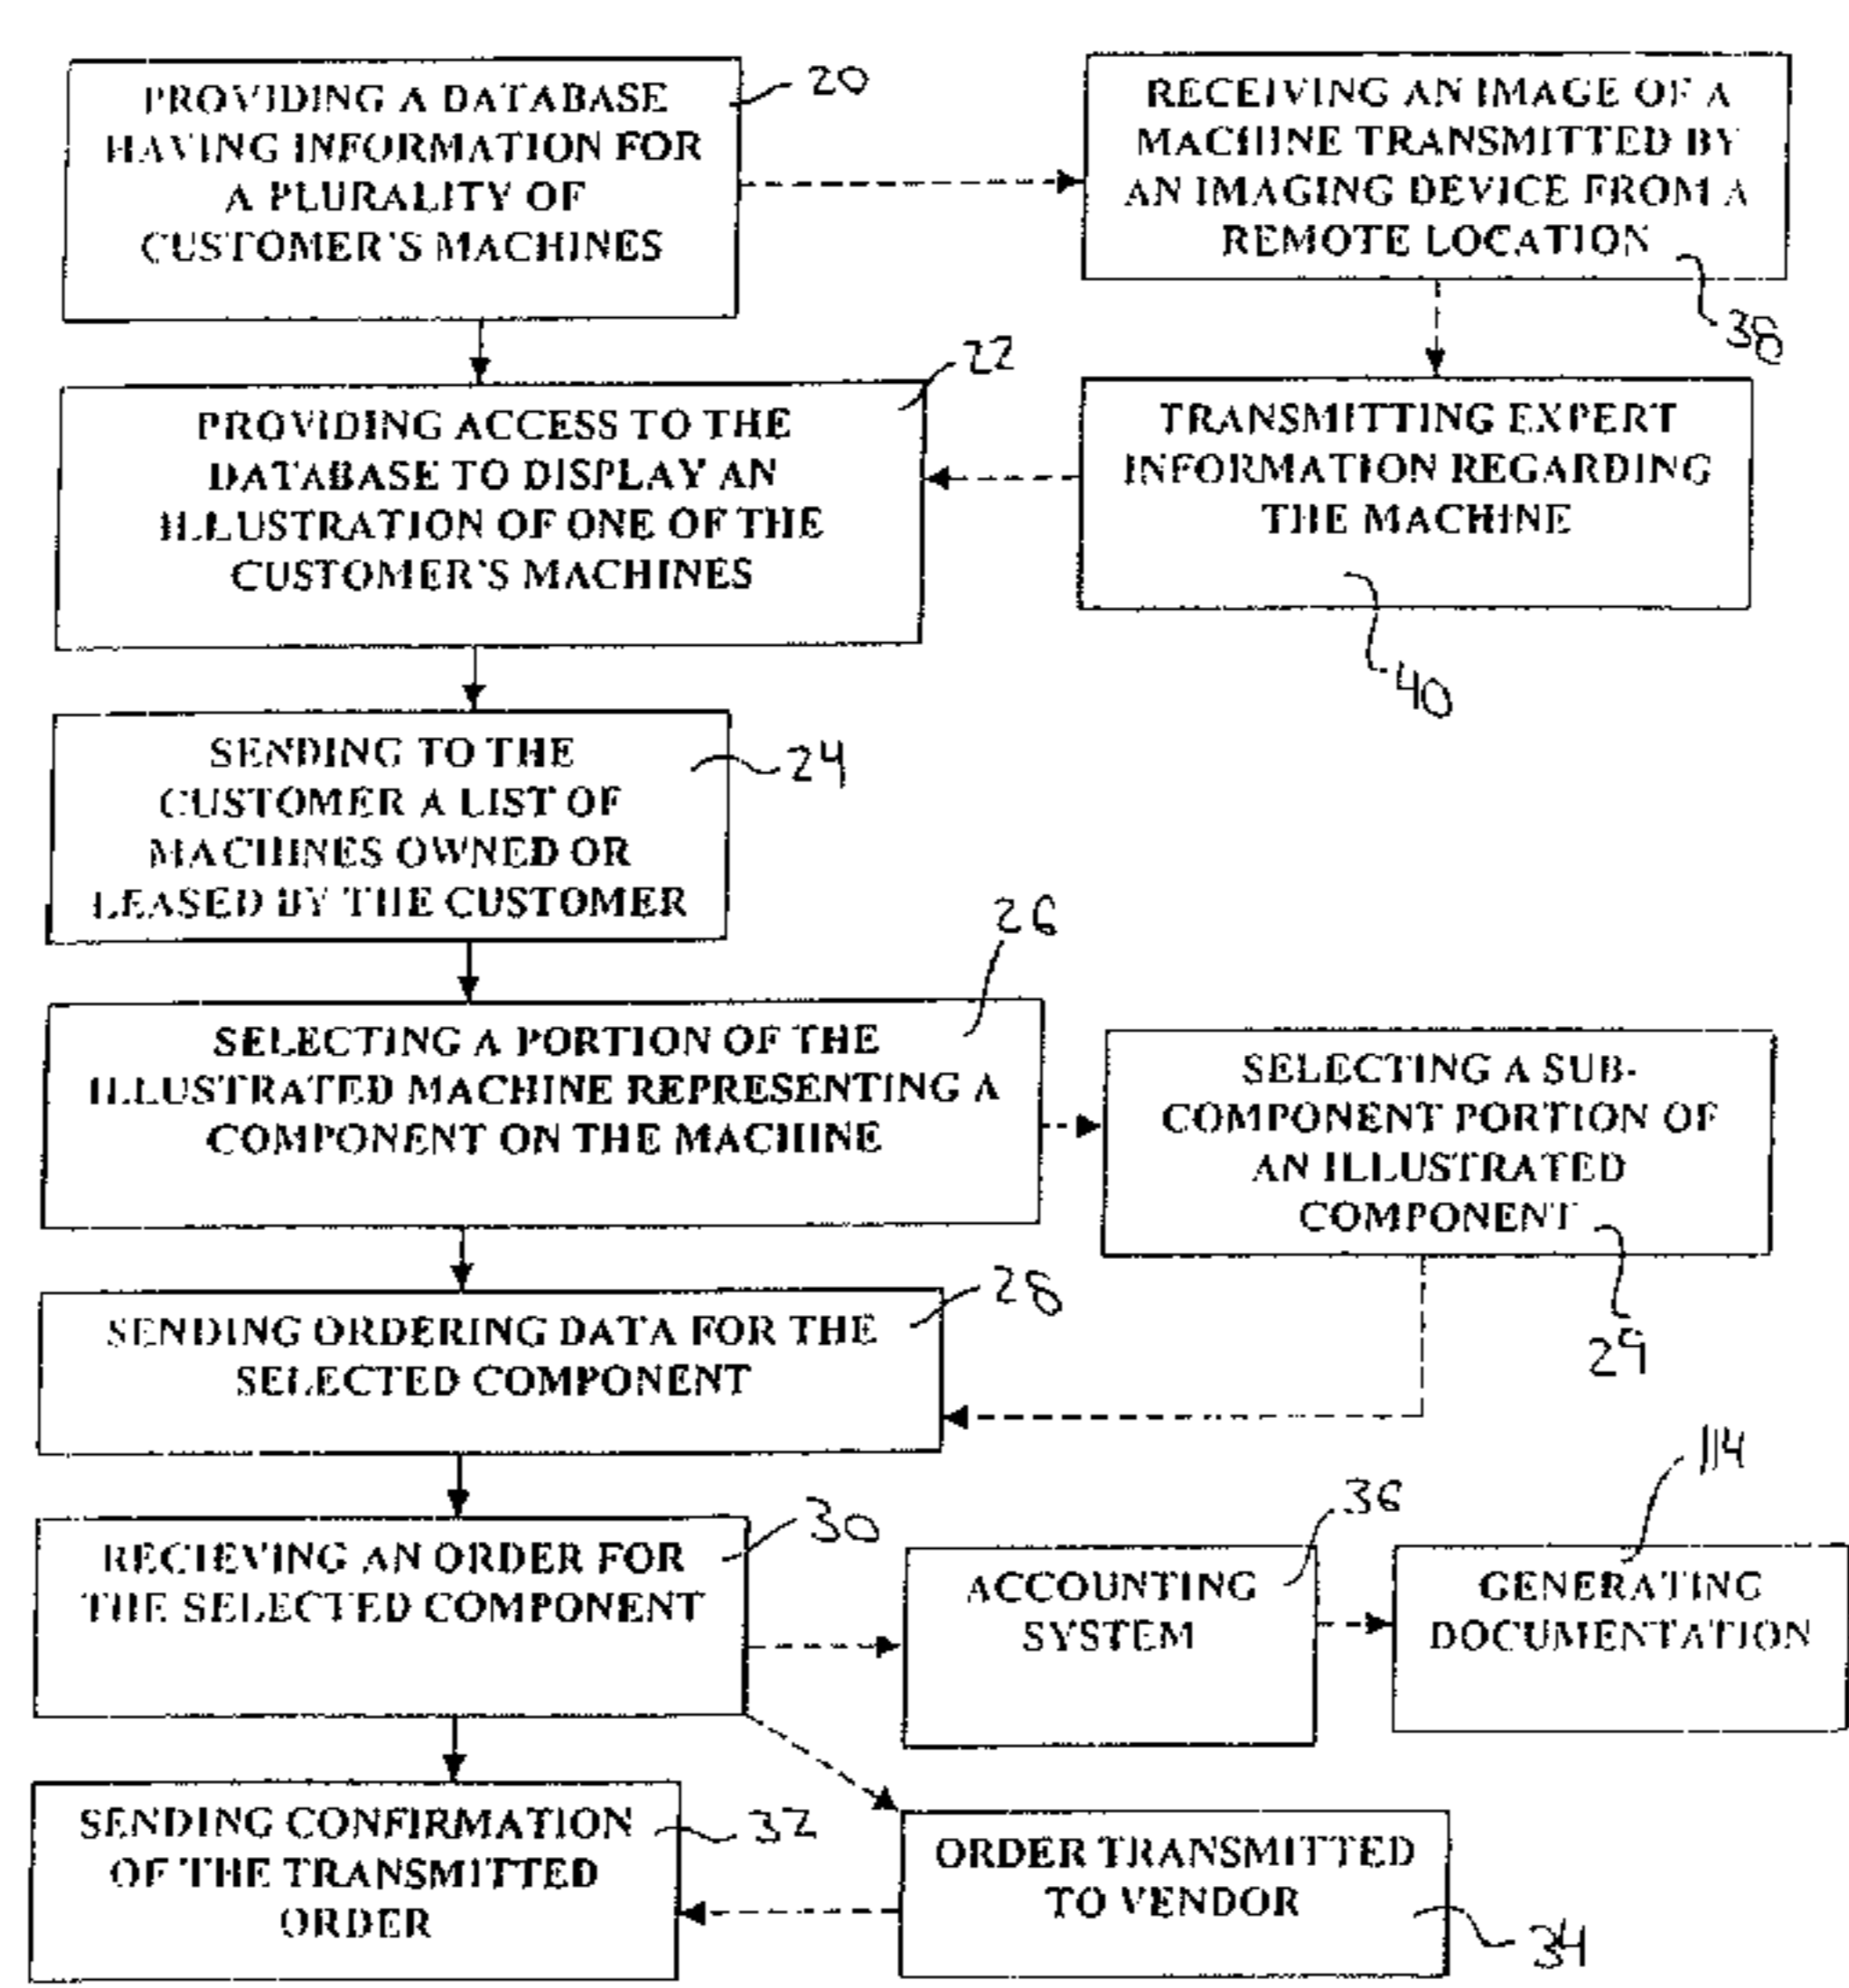 PROVIDING A DATABASE
HAVING INFORMATION FOR
A PLURALITY OF
CUSTOMER'S MACHINES
20
RECEIVING AN IMAGE OF A
MACHINE TRANSMITTED BY
AN IMAGING DEVICE FROM A
REMOTE LOCATION
38
PROVIDING ACCESS TO THE
DATABASE TO DISPLAY AN
ILLUSTRATION OF ONE OF THE
CUSTOMER'S MACHINES
22
TRANSMITTING EXPERT
INFORMATION REGARDING
THE MACHINE
40
SENDING TO THE
CUSTOMER A LIST OF
MACHINES OWNED OR
LEASED BY THE CUSTOMER
24
SELECTING A PORTION OF THE
ILLUSTRATED MACHINE REPRESENTING A
COMPONENT ON THE MACHINE
26
SELECTING A SUB-
COMPONENT PORTION OF
AN ILLUSTRATED
COMPONENT
29
SENDING ORDERING DATA FOR THE
SELECTED COMPONENT
28
RECIEVING AN ORDER FOR
THE SELECTED COMPONENT
30
ACCOUNTING
SYSTEM
36
GENERATING
DOCUMENTATION
114
SENDING CONFIRMATION
OF THE TRANSMITTED
ORDER
32
ORDER TRANSMITTED
TO VENDOR
34